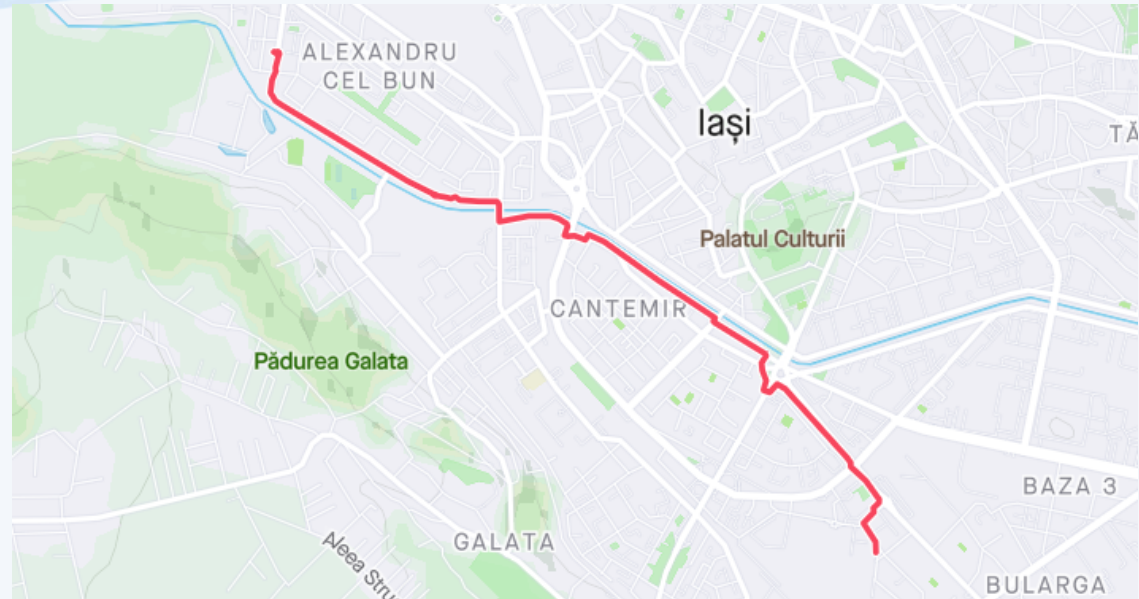 ALEXANDRU
CEL BUN
Iași
TĂ
Palatul Culturii
CANTEMIR
Pădurea Galata
BAZA 3
GALATA
Aleea Stru
BULARGA